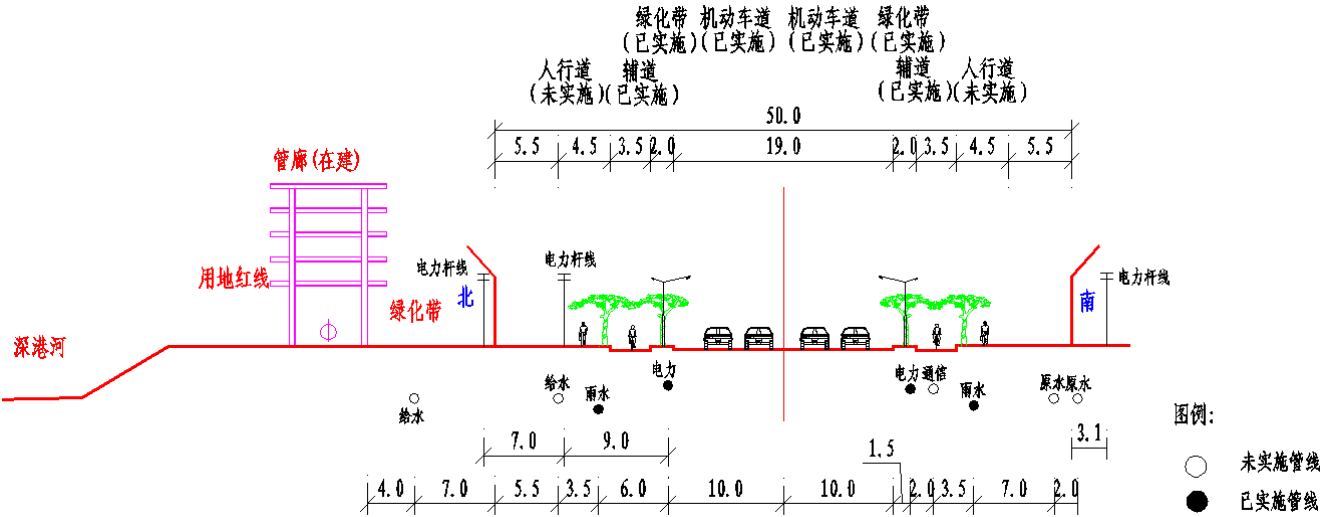 绿化带 机动车道 机动车道 绿化带
(已实施)(已实施) (已实施)(已实施)
人行道 辅道 辅道 人行道
(未实施)(已实施) (已实施)(未实施)
50.0
5.5 4.5 3.5 2.0 19.0 2.0 3.5 4.5 5.5
管廊(在建)
用地红线
电力杆线 电力杆线 电力杆线
北 南
绿化带
深港河
给水 给水 雨水 电力 电力 通信 雨水 原水 原水
图例:
7.0 9.0 1.5 3.1
未实施管线
4.0 7.0 5.5 3.5 6.0 10.0 10.0 2.0 3.5 7.0 2.0
已实施管线